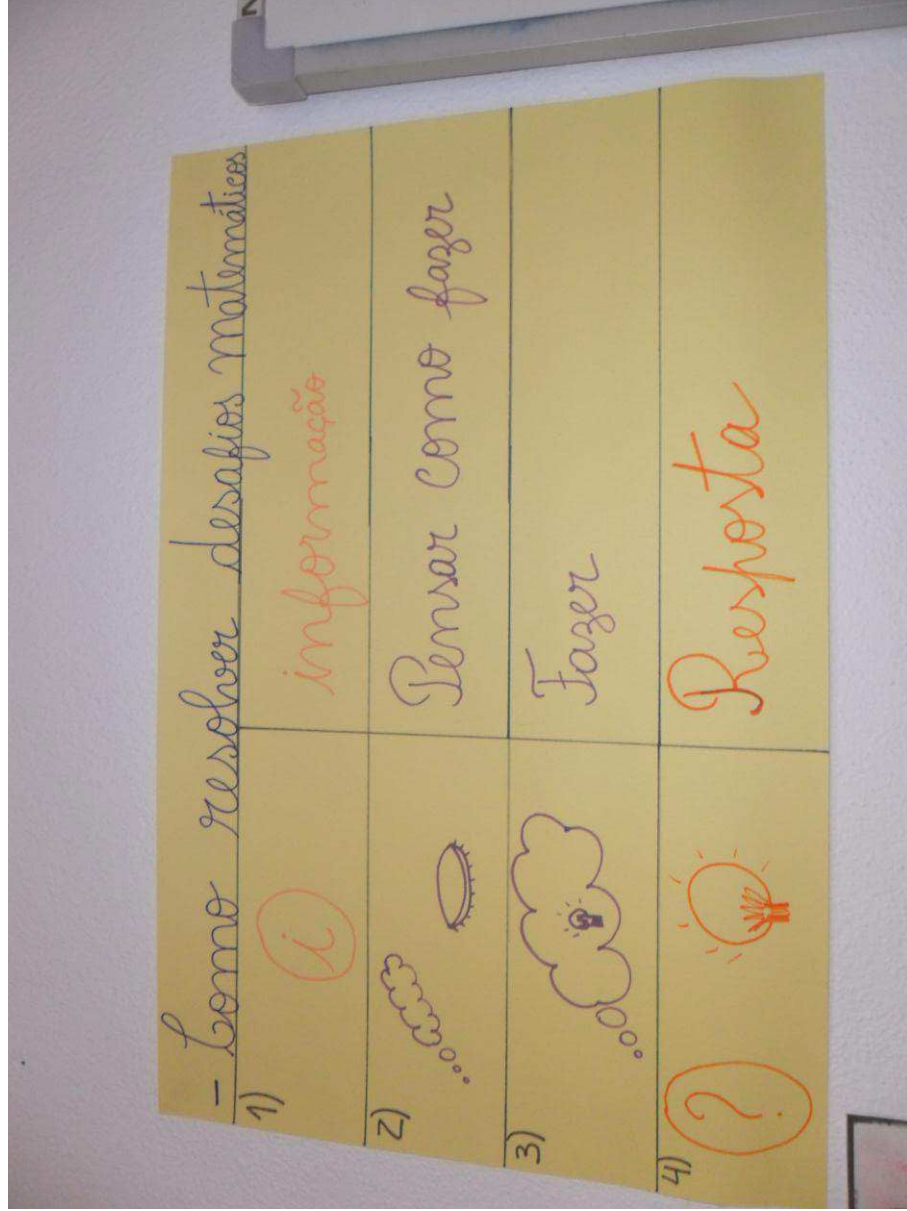 - Como resolver desafios matemáticos
1) i informação
2) Pensar como fazer
3) Fazer
4) ? Resposta